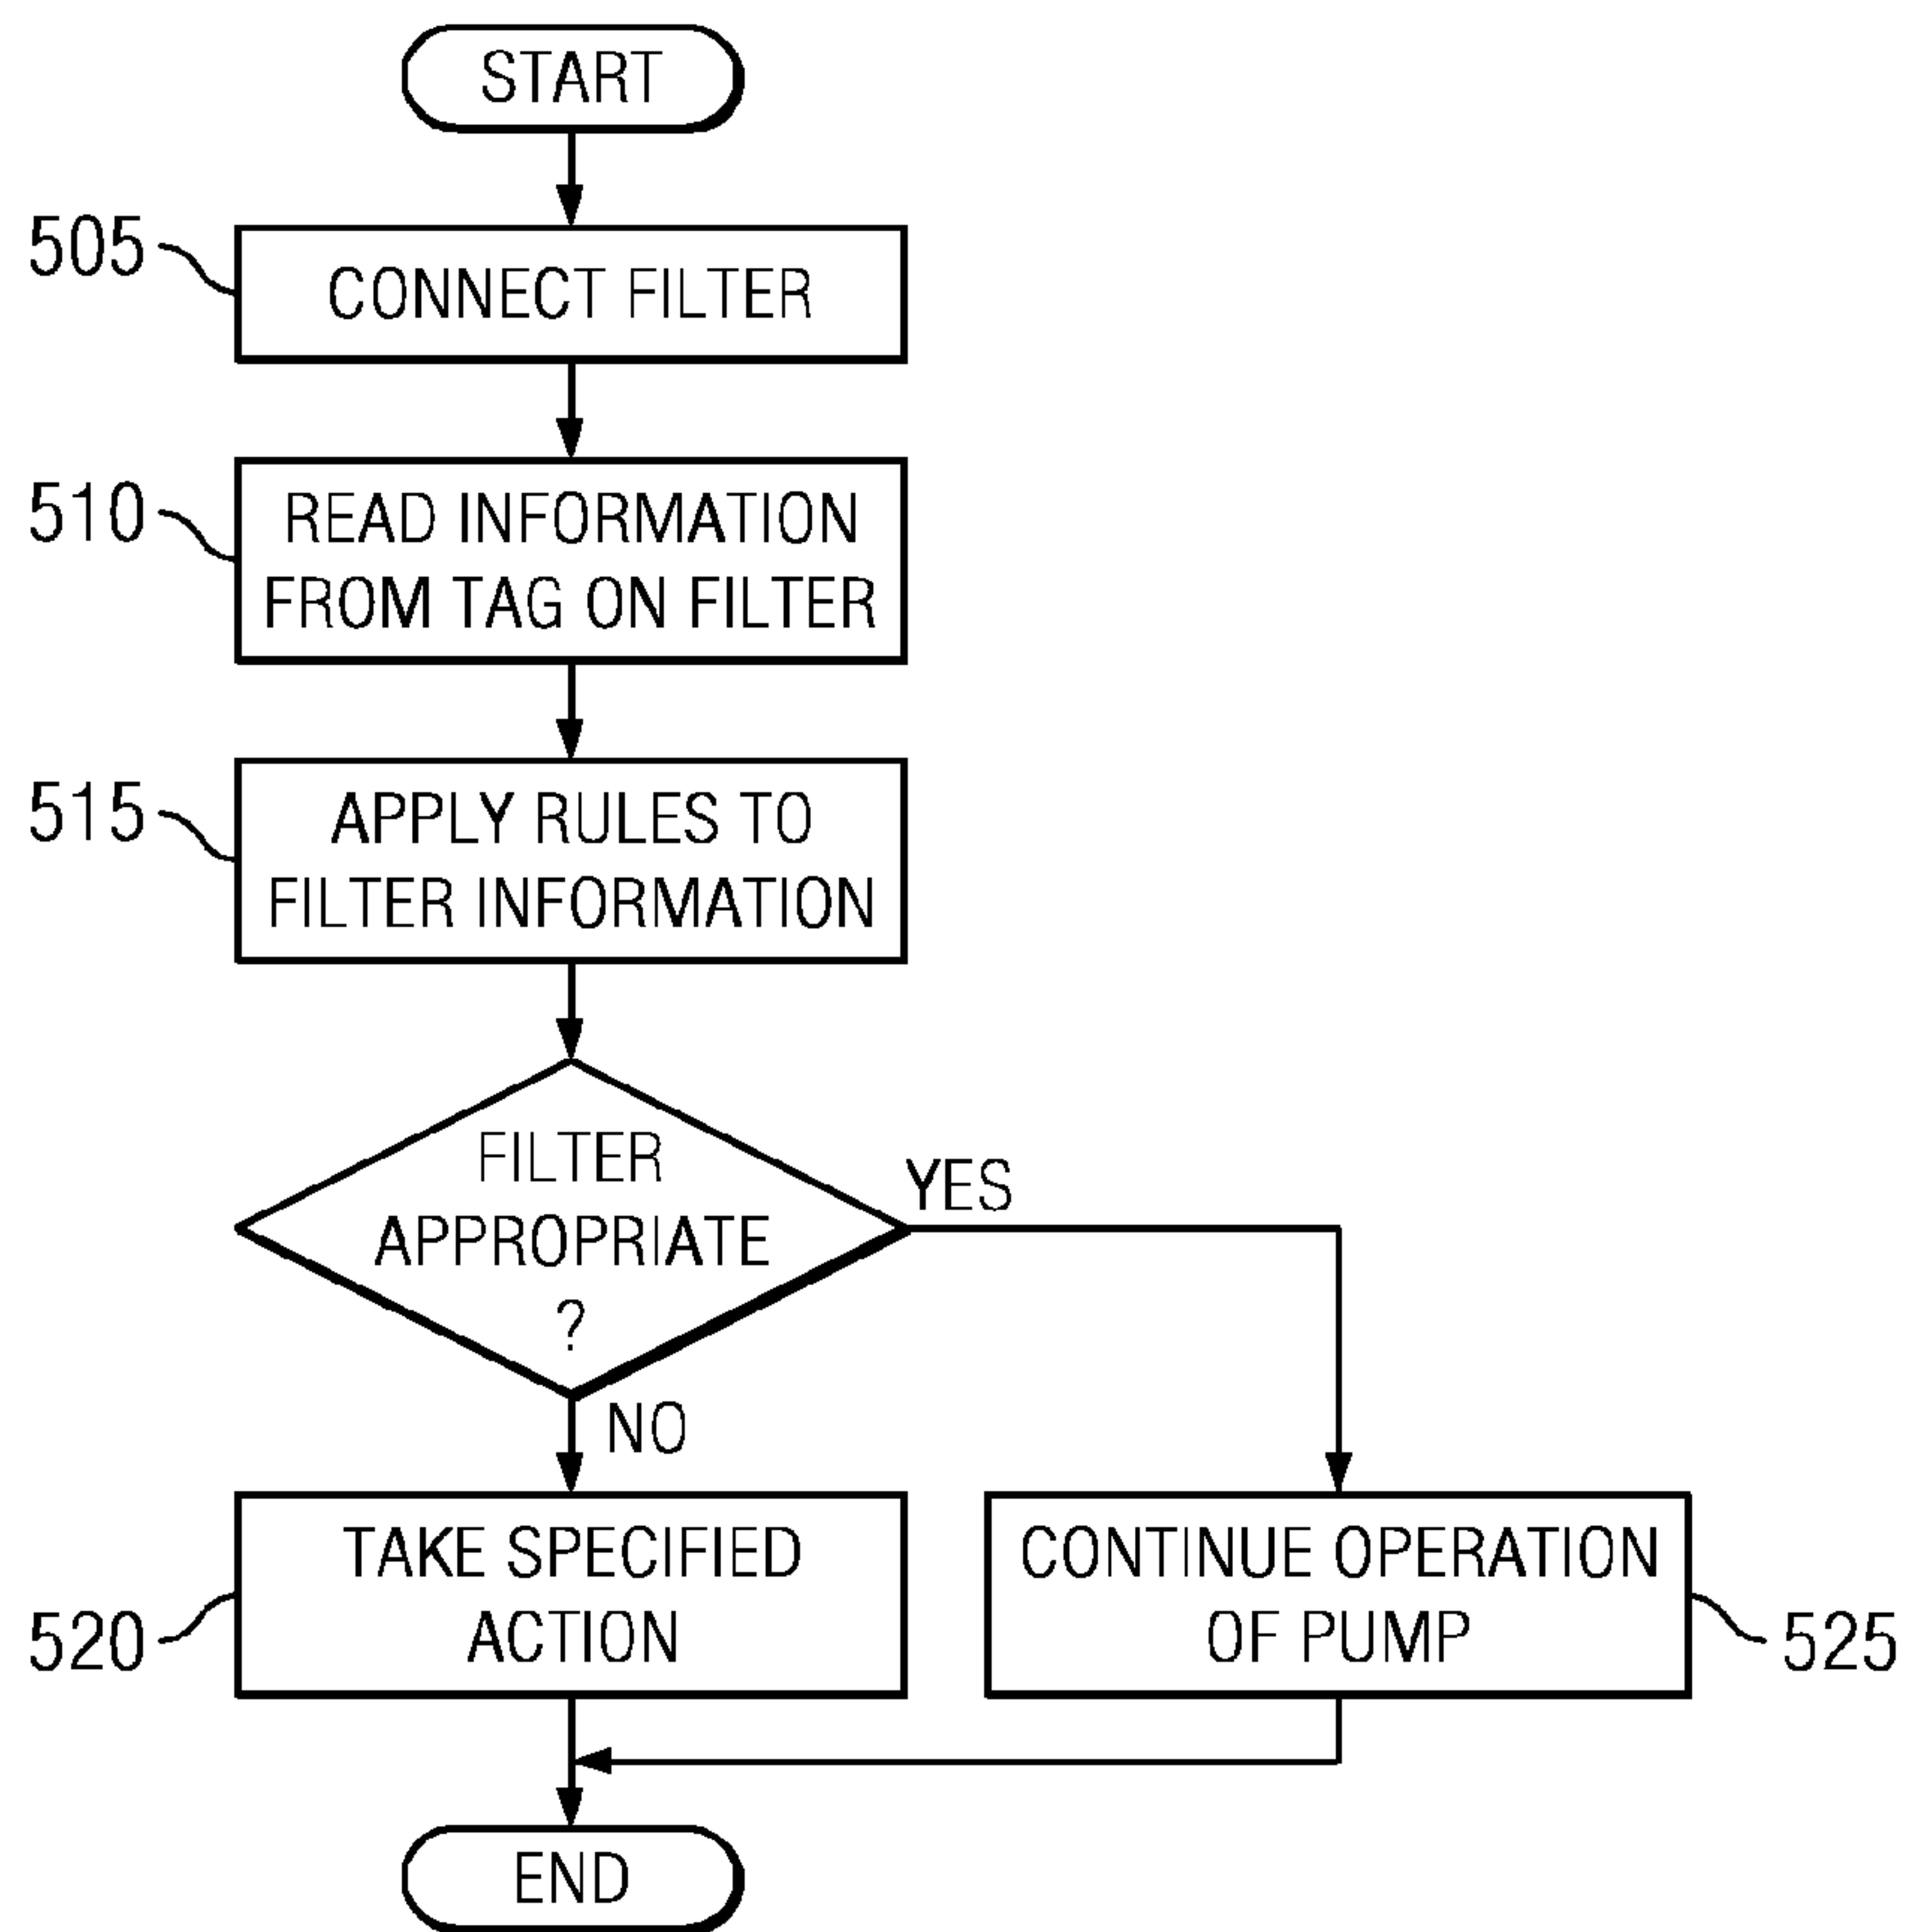 START
505
CONNECT FILTER
510
READ INFORMATION
FROM TAG ON FILTER
515
APPLY RULES TO
FILTER INFORMATION
FILTER
APPROPRIATE
?
YES
NO
520
TAKE SPECIFIED
ACTION
CONTINUE OPERATION
OF PUMP
525
END